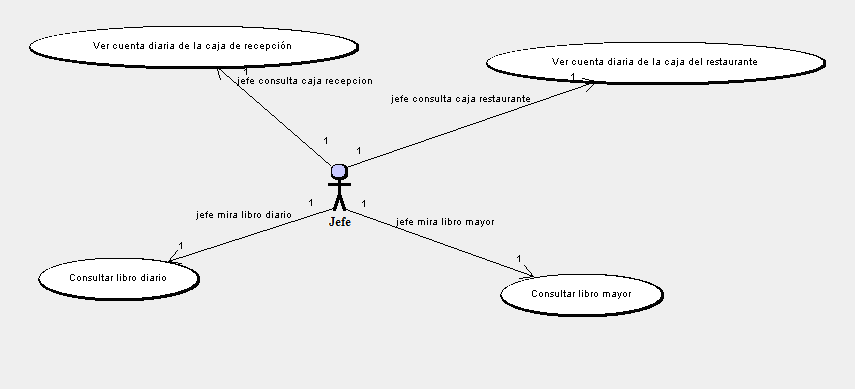 Ver cuenta diaria de la caja de recepción
Ver cuenta diaria de la caja del restaurante
1
1
jefe consulta caja recepcion
jefe consulta caja restaurante
1
1
1
1
jefe mira libro diario
jefe mira libro mayor
Jefe
1
1
Consultar libro diario
Consultar libro mayor